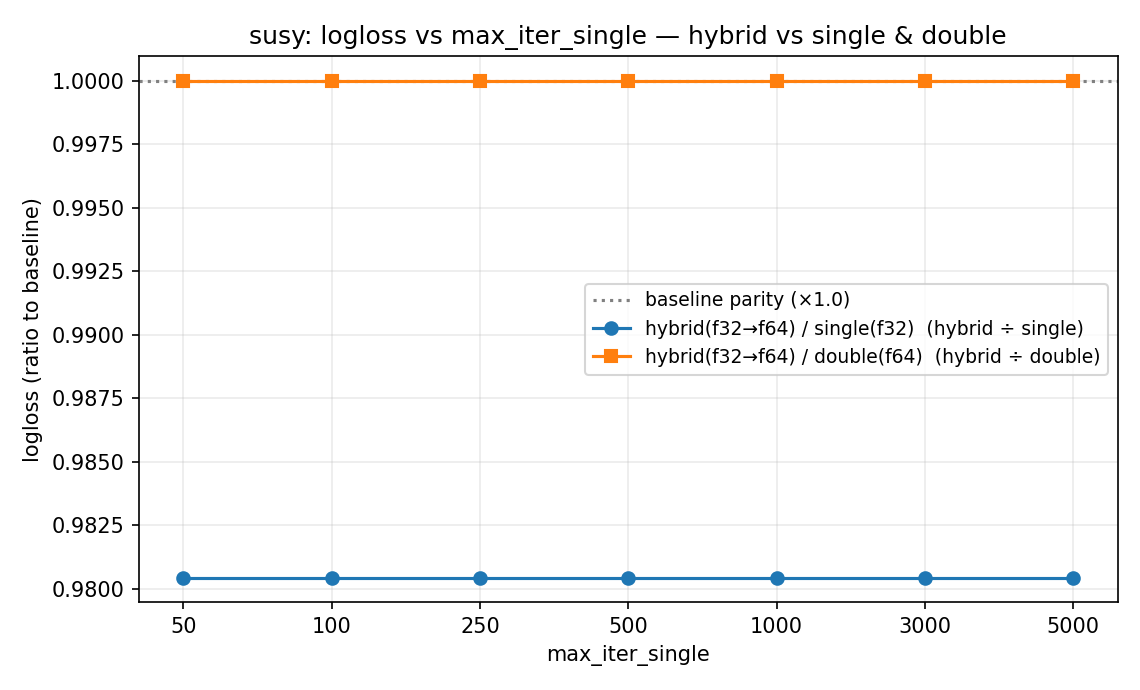 susy: logloss vs max_iter_single — hybrid vs single & double
logloss (ratio to baseline)
1.0000
0.9975
0.9950
0.9925
0.9900
0.9875
0.9850
0.9825
0.9800
baseline parity (×1.0)
hybrid(f32→f64) / single(f32)  (hybrid ÷ single)
hybrid(f32→f64) / double(f64)  (hybrid ÷ double)
50 100 250 500 1000 3000 5000
max_iter_single